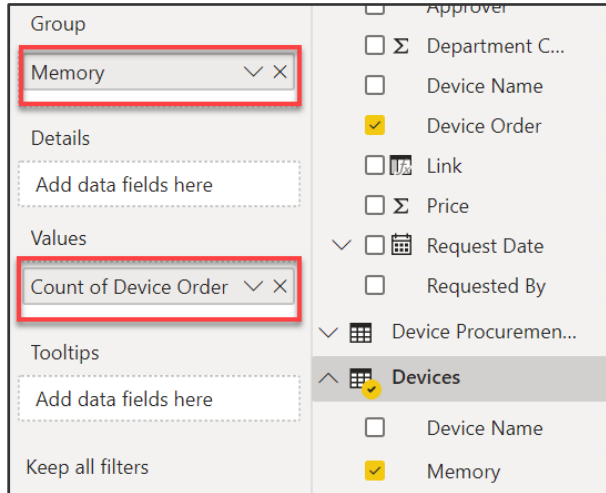 Group
Memory
Details
Add data fields here
Values
Count of Device Order
Tooltips
Add data fields here
Keep all filters
Approver
Σ Department C...
Device Name
Device Order
Link
Σ Price
Request Date
Requested By
Device Procuremen...
Devices
Device Name
Memory